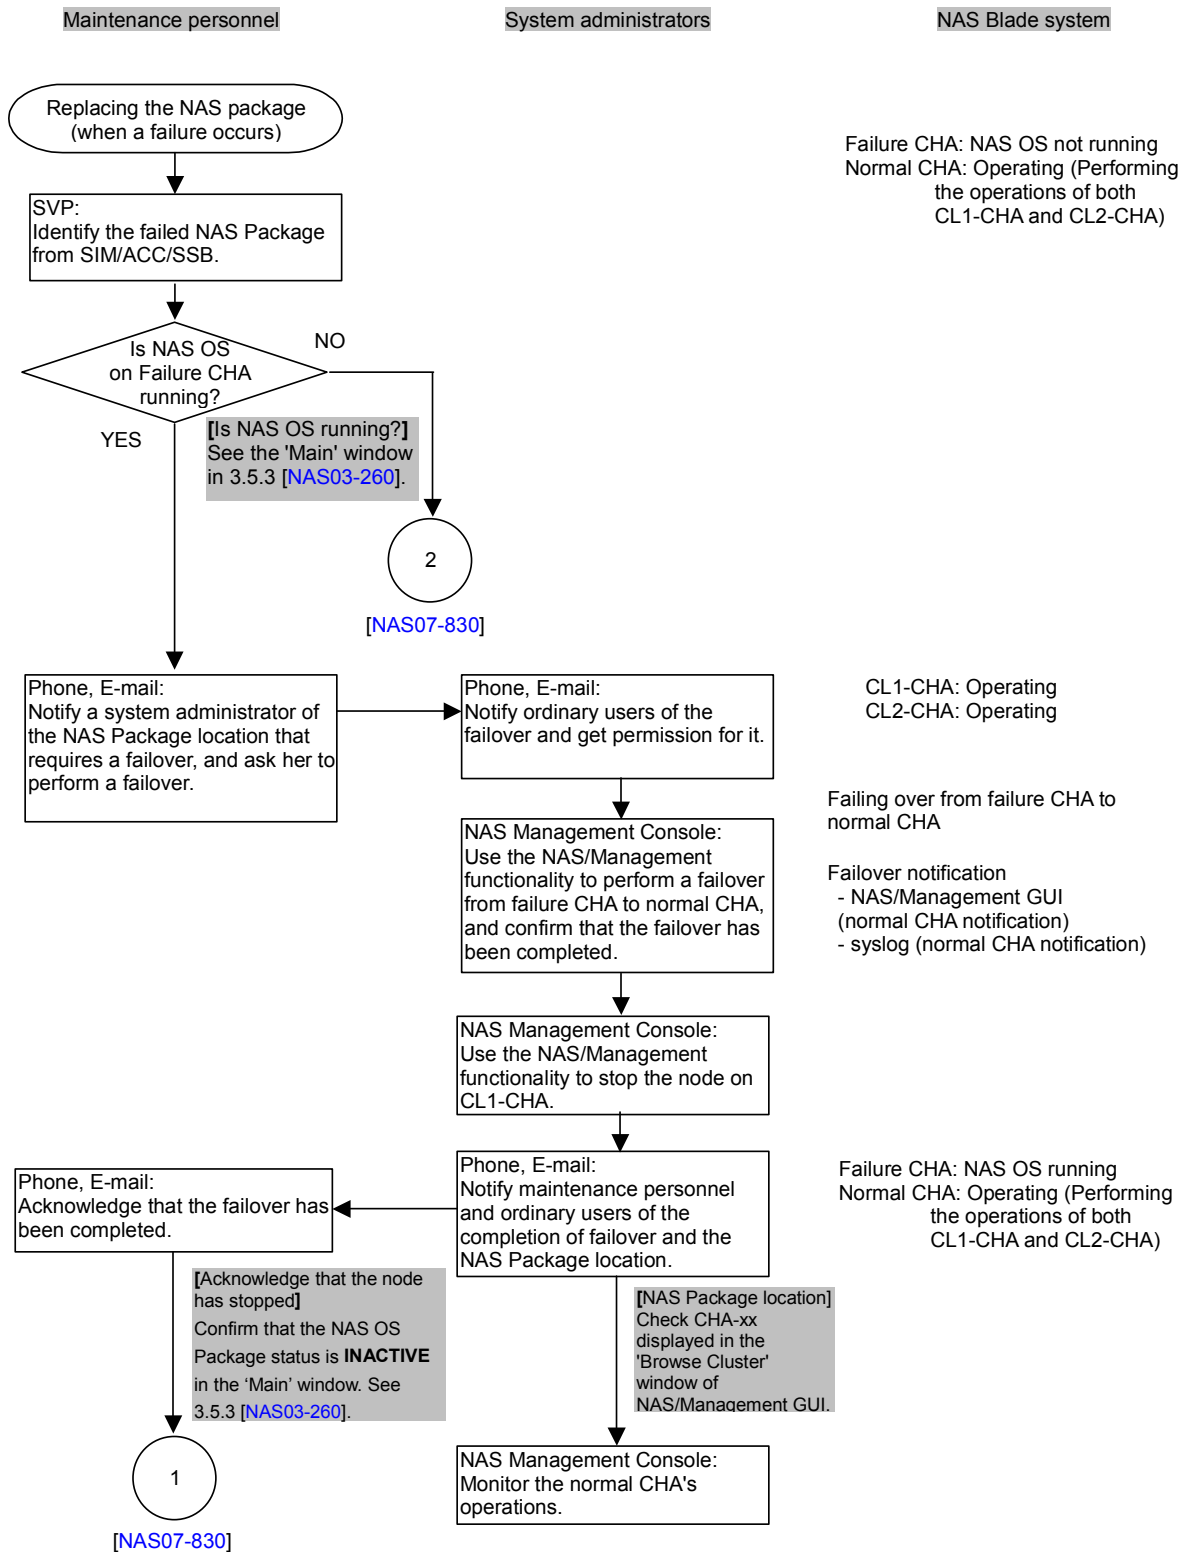 Maintenance personnel
System administrators
NAS Blade system
Replacing the NAS package
(when a failure occurs)
Failure CHA: NAS OS not running
Normal CHA: Operating (Performing
the operations of both
CL1-CHA and CL2-CHA)
SVP:
Identify the failed NAS Package
from SIM/ACC/SSB.
Is NAS OS
on Failure CHA
running?
NO
YES
[Is NAS OS running?]
See the 'Main' window
in 3.5.3 [NAS03-260].
2
[NAS07-830]
Phone, E-mail:
Notify a system administrator of
the NAS Package location that
requires a failover, and ask her to
perform a failover.
Phone, E-mail:
Notify ordinary users of the
failover and get permission for it.
CL1-CHA: Operating
CL2-CHA: Operating
Failing over from failure CHA to
normal CHA
NAS Management Console:
Use the NAS/Management
functionality to perform a failover
from failure CHA to normal CHA,
and confirm that the failover has
been completed.
Failover notification
- NAS/Management GUI
(normal CHA notification)
- syslog (normal CHA notification)
NAS Management Console:
Use the NAS/Management
functionality to stop the node on
CL1-CHA.
Phone, E-mail:
Notify maintenance personnel
and ordinary users of the
completion of failover and the
NAS Package location.
Failure CHA: NAS OS running
Normal CHA: Operating (Performing
the operations of both
CL1-CHA and CL2-CHA)
Phone, E-mail:
Acknowledge that the failover has
been completed.
[Acknowledge that the node
has stopped]
Confirm that the NAS OS
Package status is INACTIVE
in the ‘Main’ window. See
3.5.3 [NAS03-260].
[NAS Package location]
Check CHA-xx
displayed in the
'Browse Cluster'
window of
NAS/Management GUI.
1
[NAS07-830]
NAS Management Console:
Monitor the normal CHA's
operations.